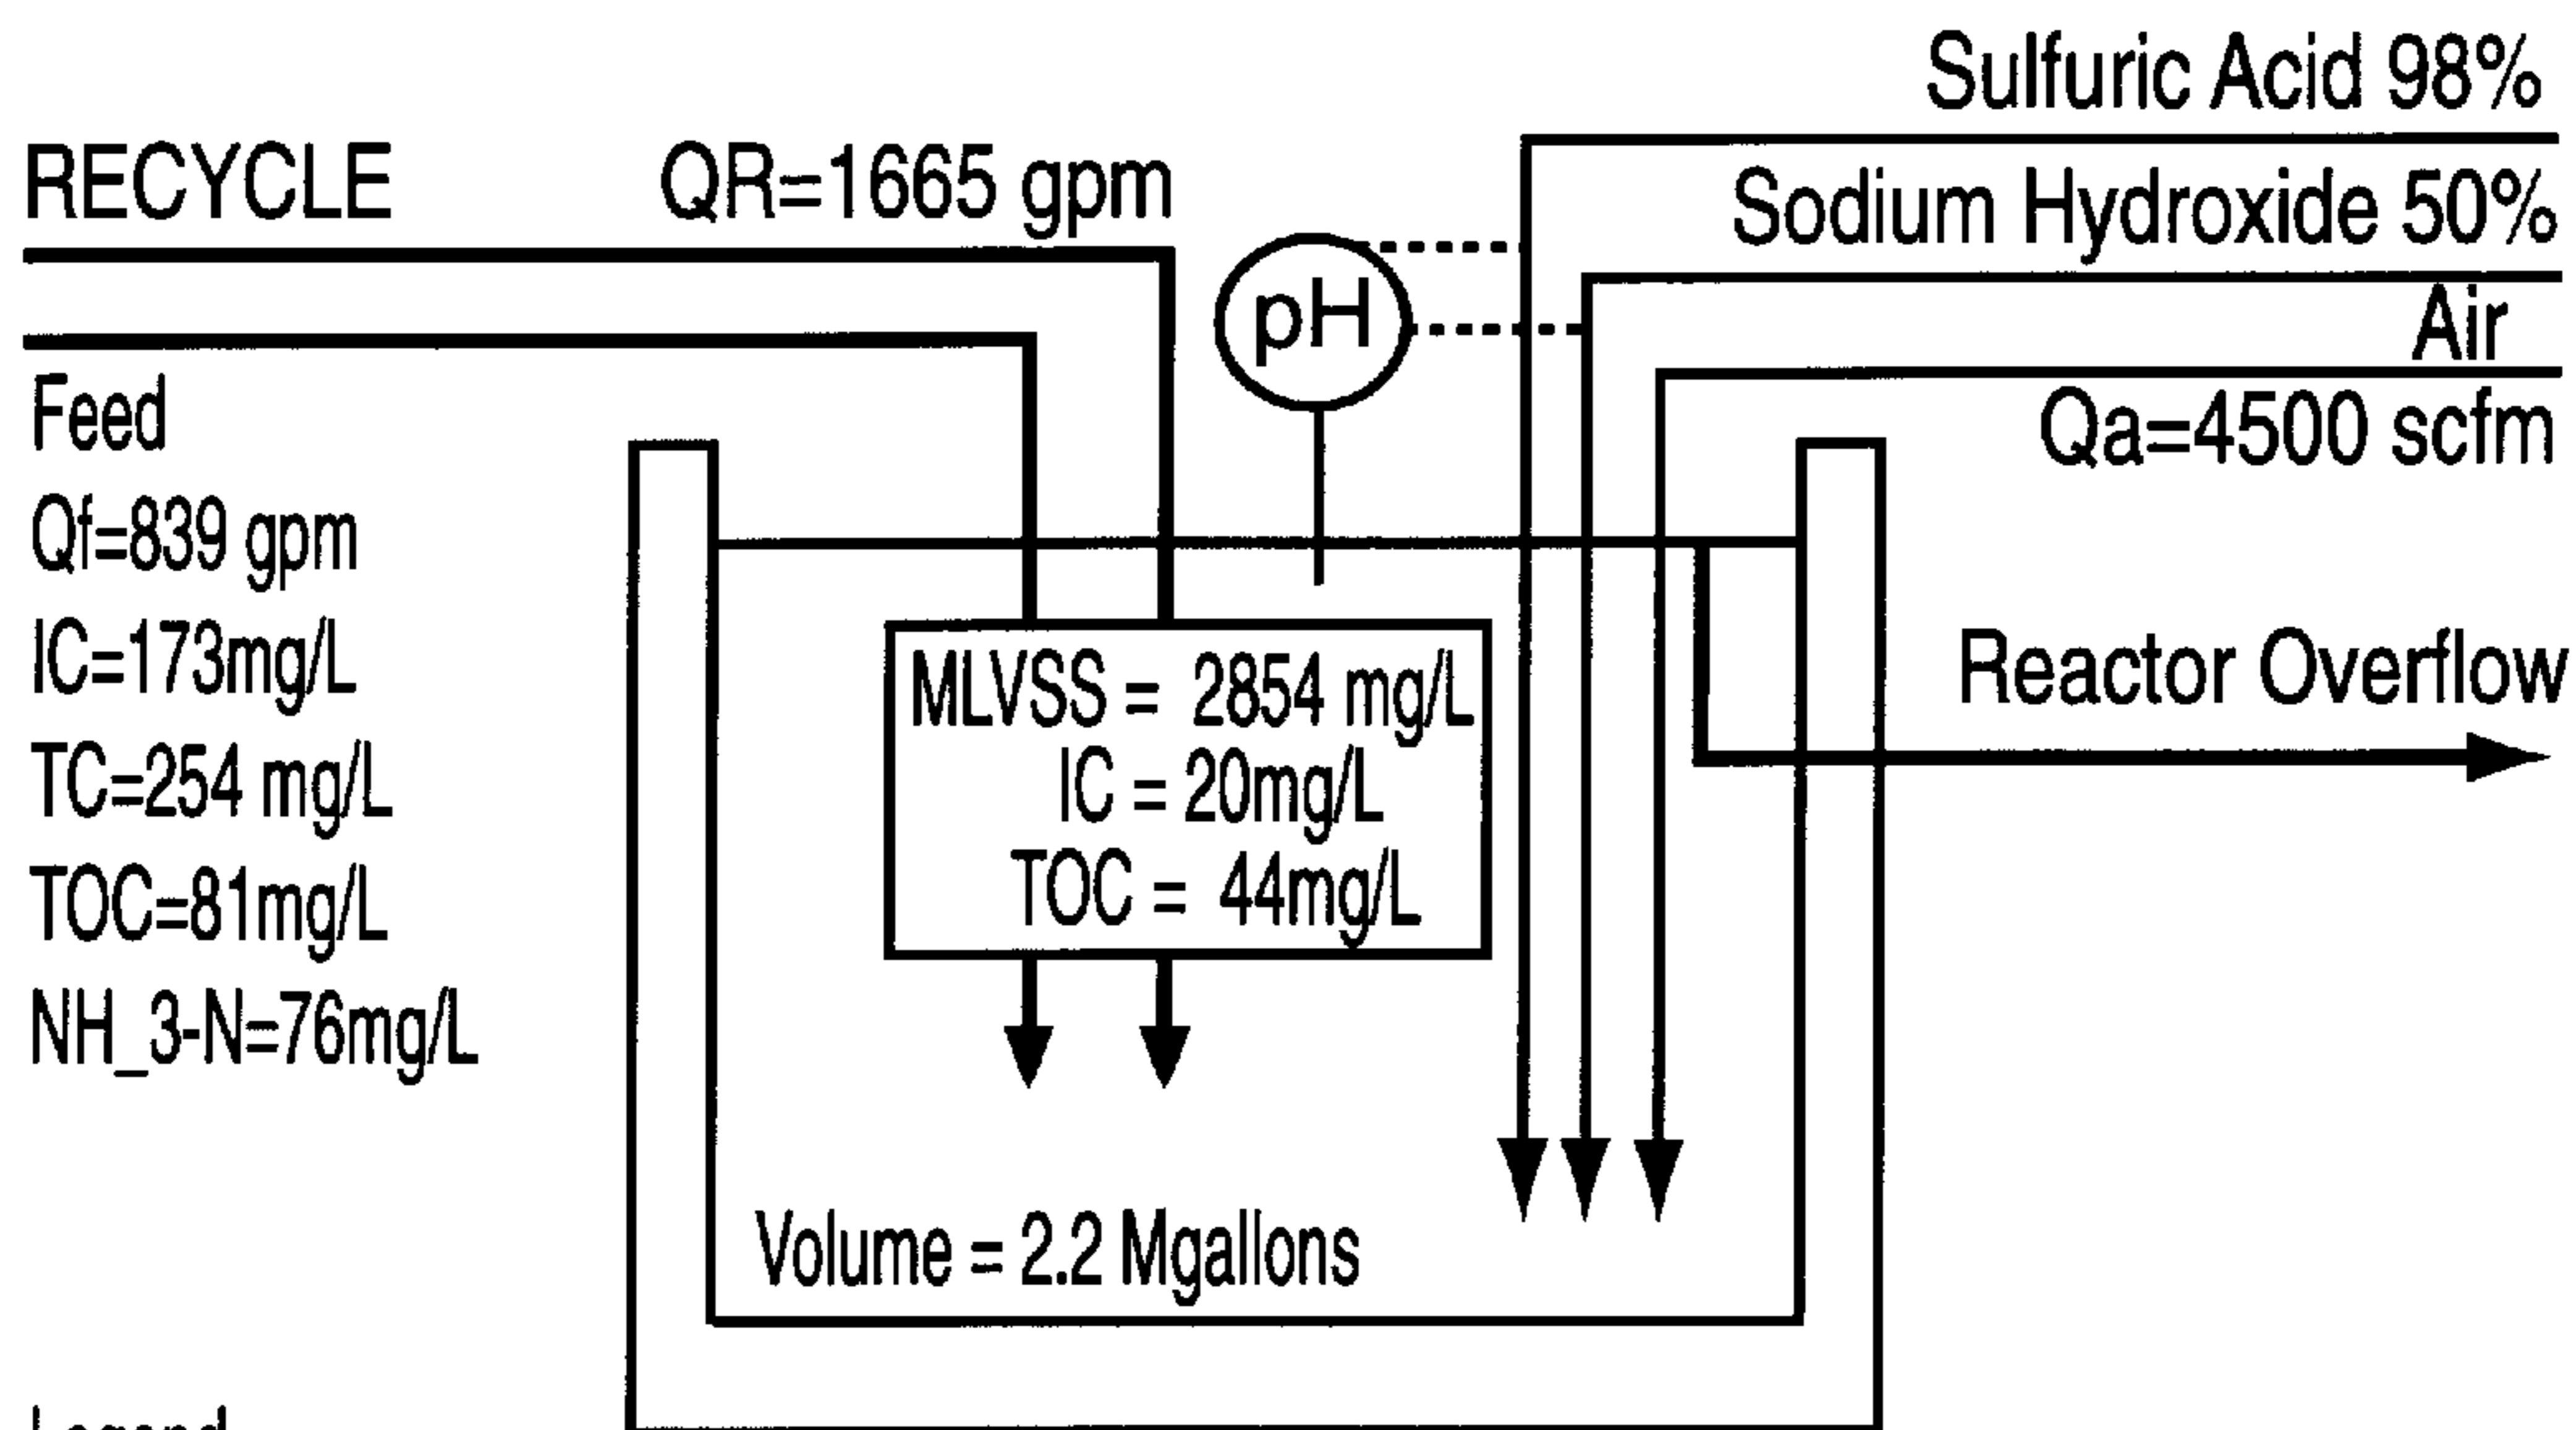 Sulfuric Acid 98%
RECYCLE QR=1665 gpm
Sodium Hydroxide 50%
pH
Air
Feed
Qa=4500 scfm
Qf=839 gpm
IC=173mg/L
TC=254 mg/L
TOC=81mg/L
NH_3-N=76mg/L
MLVSS = 2854 mg/L
IC = 20mg/L
TOC = 44mg/L
Reactor Overflow
Volume = 2.2 Mgallons
Legend